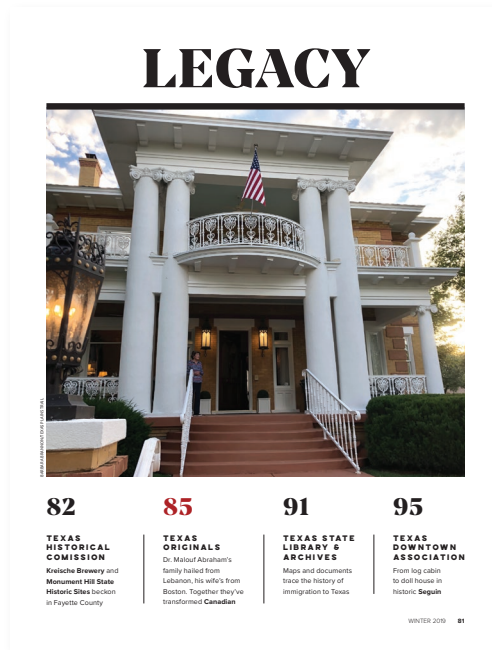 LEGACY
82
TEXAS
HISTORICAL
COMISSION
Kreische Brewery and
Monument Hill State
Historic Sites beckon
in Fayette County
85
TEXAS
ORIGINALS
Dr. Malouf Abraham's
family hailed from
Lebanon, his wife's from
Boston. Together they've
transformed Canadian
91
TEXAS STATE
LIBRARY &
ARCHIVES
Maps and documents
trace the history of
immigration to Texas
95
TEXAS
DOWNTOWN
ASSOCIATION
From log cabin
to doll house in
historic Seguin
WINTER 2019 81